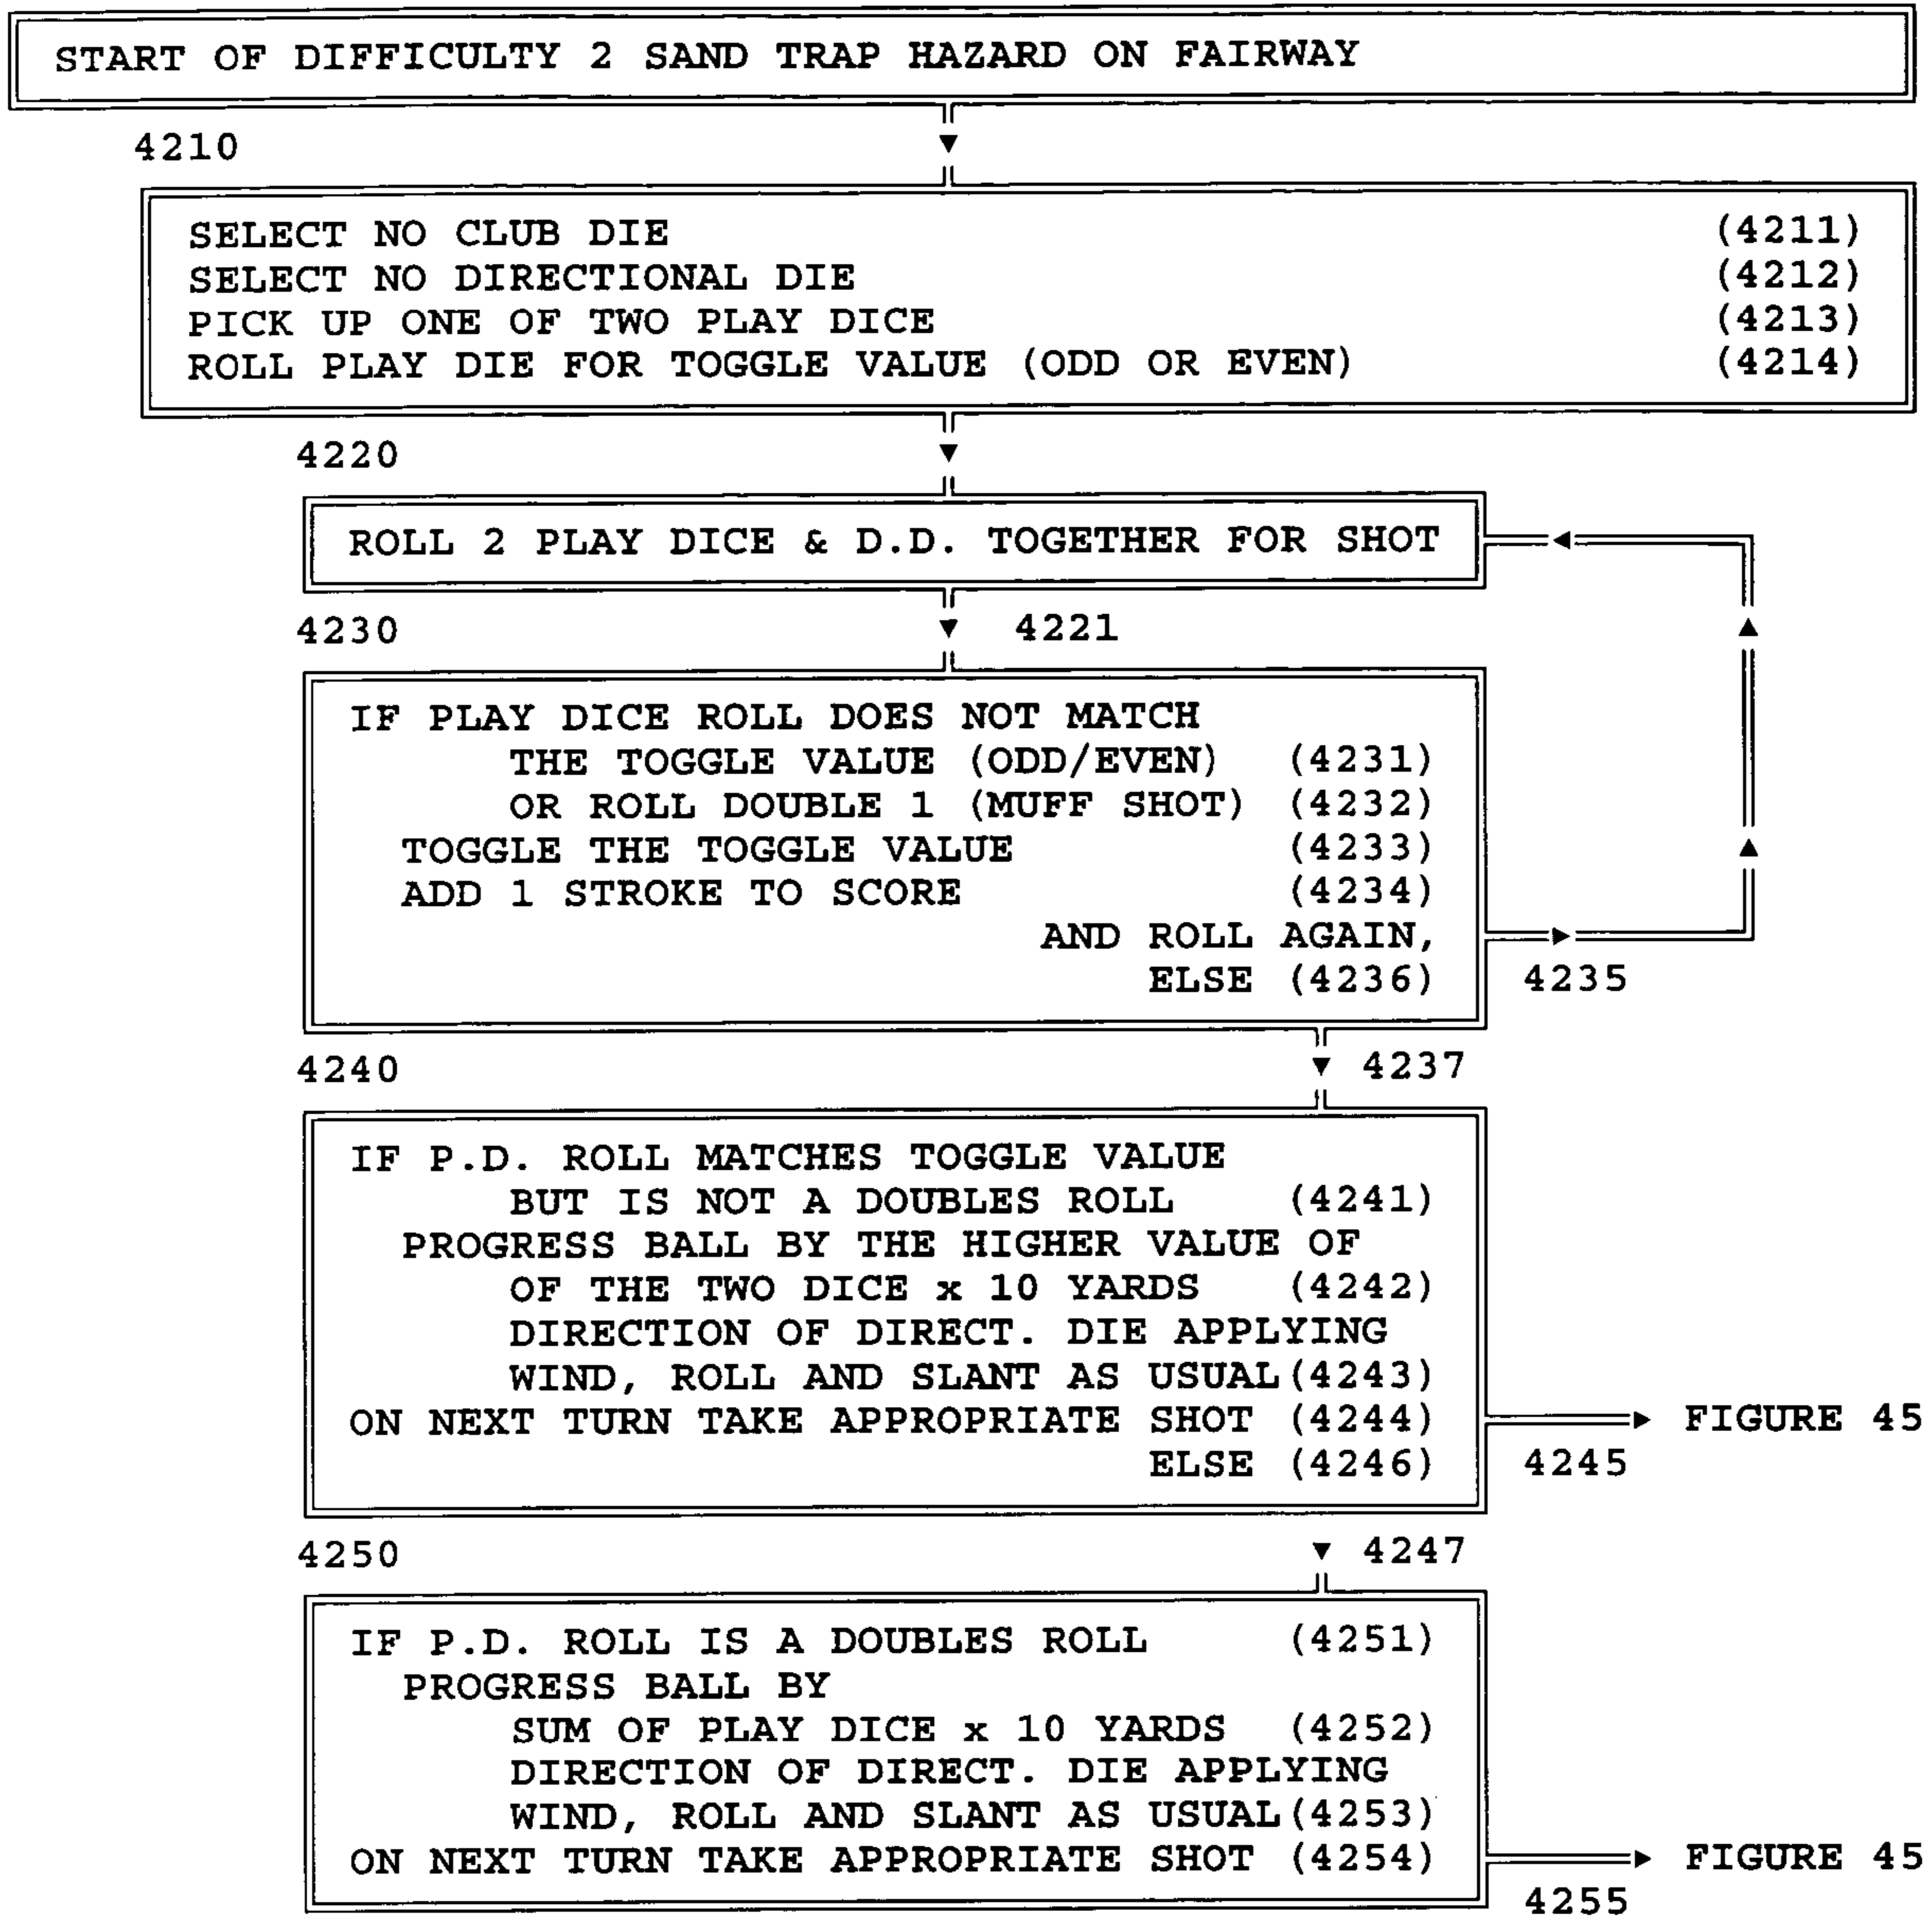 START OF DIFFICULTY 2 SAND TRAP HAZARD ON FAIRWAY
4210
SELECT NO CLUB DIE (4211)
SELECT NO DIRECTIONAL DIE (4212)
PICK UP ONE OF TWO PLAY DICE (4213)
ROLL PLAY DIE FOR TOGGLE VALUE (ODD OR EVEN) (4214)
4220
ROLL 2 PLAY DICE & D.D. TOGETHER FOR SHOT
4230 4221
IF PLAY DICE ROLL DOES NOT MATCH
THE TOGGLE VALUE (ODD/EVEN) (4231)
OR ROLL DOUBLE 1 (MUFF SHOT) (4232)
TOGGLE THE TOGGLE VALUE (4233)
ADD 1 STROKE TO SCORE (4234)
AND ROLL AGAIN,
ELSE (4236) 4235
4240 4237
IF P.D. ROLL MATCHES TOGGLE VALUE
BUT IS NOT A DOUBLES ROLL (4241)
PROGRESS BALL BY THE HIGHER VALUE OF
OF THE TWO DICE x 10 YARDS (4242)
DIRECTION OF DIRECT. DIE APPLYING
WIND, ROLL AND SLANT AS USUAL(4243)
ON NEXT TURN TAKE APPROPRIATE SHOT (4244) FIGURE 45
ELSE (4246) 4245
4250 4247
IF P.D. ROLL IS A DOUBLES ROLL (4251)
PROGRESS BALL BY
SUM OF PLAY DICE x 10 YARDS (4252)
DIRECTION OF DIRECT. DIE APPLYING
WIND, ROLL AND SLANT AS USUAL(4253)
ON NEXT TURN TAKE APPROPRIATE SHOT (4254) FIGURE 45
4255